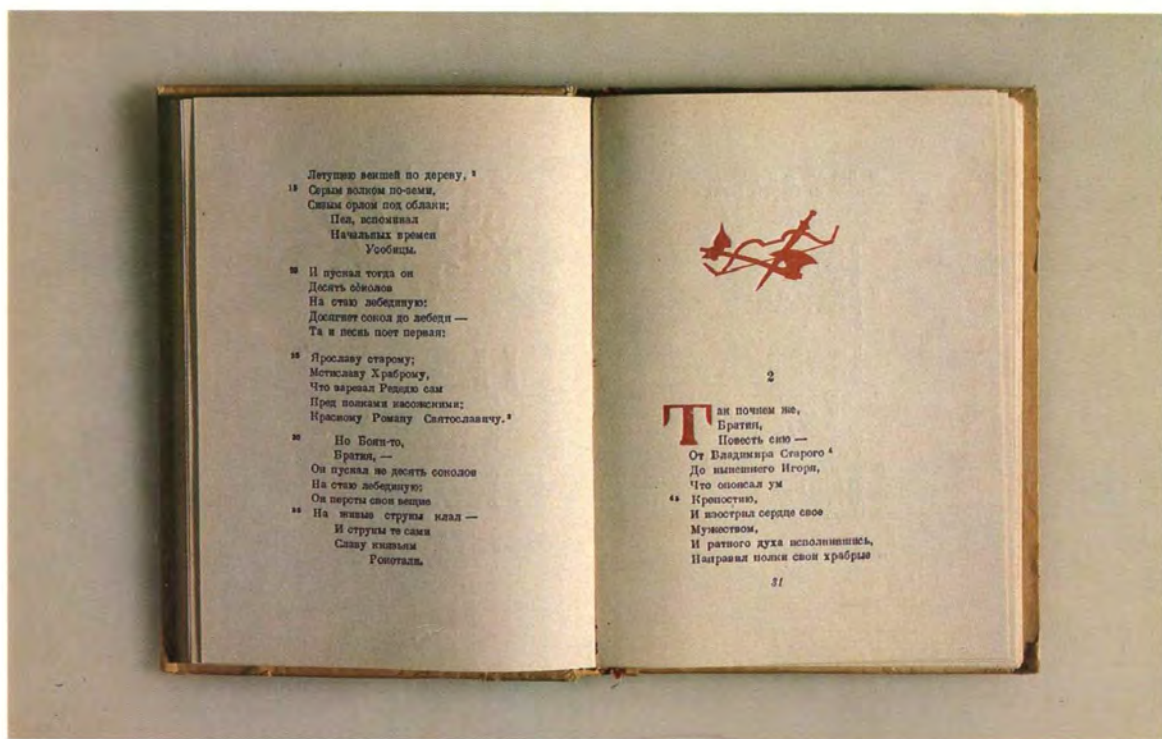 Летучею векшей по дереву, ²
15 Серым волком по-земи,
Сизым орлом под облаки;
Пел, вспоминал
Начальных времен
Усобицы.
20 И пускал тогда он
Десять соколов
На стаю лебединую;
Досягнет сокол до лебеди —
Та и песнь поет первая:
25 Ярославу старому;
Мстиславу Храброму,
Что зарезал Редедю сам
Пред полками касожскими;
Красному Роману Святославичу.³
30 Но Боян-то,
Братия, —
Он пускал не десять соколов
На стаю лебединую;
Он персты свои вещие
35 На живые струны клал —
И струны те сами
Славу князьям
Рокотали.
2
Так почнем же,
Братии,
Повесть сию —
От Владимира Старого ⁴
До нынешнего Игоря,
Что опоясал ум
45 Крепостию,
И изострил сердце свое
Мужеством,
И ратного духа исполнившись,
Направил полки свои храбрые
31